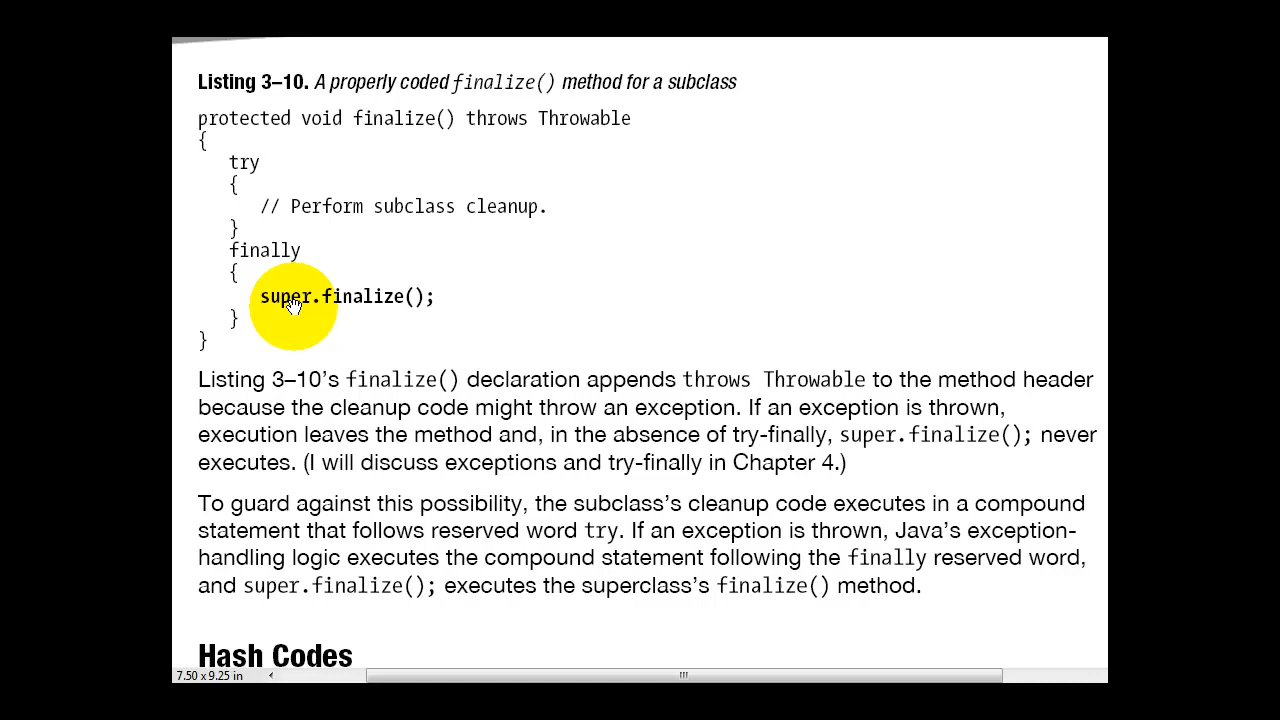 Listing 3–10. A properly coded finalize() method for a subclass
protected void finalize() throws Throwable
{
try
{
// Perform subclass cleanup.
}
finally
{
super.finalize();
}
}
Listing 3–10’s finalize() declaration appends throws Throwable to the method header
because the cleanup code might throw an exception. If an exception is thrown,
execution leaves the method and, in the absence of try-finally, super.finalize(); never
executes. (I will discuss exceptions and try-finally in Chapter 4.)
To guard against this possibility, the subclass’s cleanup code executes in a compound
statement that follows reserved word try. If an exception is thrown, Java’s exception-
handling logic executes the compound statement following the finally reserved word,
and super.finalize(); executes the superclass’s finalize() method.
Hash Codes
7.50 x 9.25 in